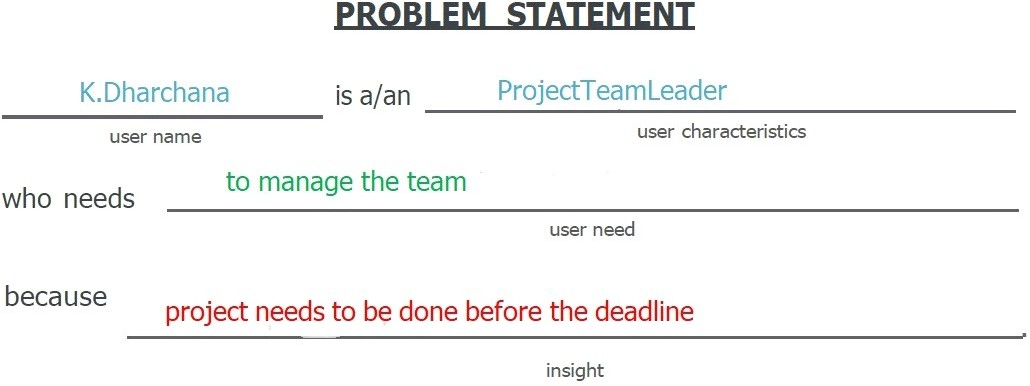 PROBLEM STATEMENT
K.Dharchana is a/an ProjectTeamLeader
user name user characteristics
who needs to manage the team
user need
because project needs to be done before the deadline.
insight